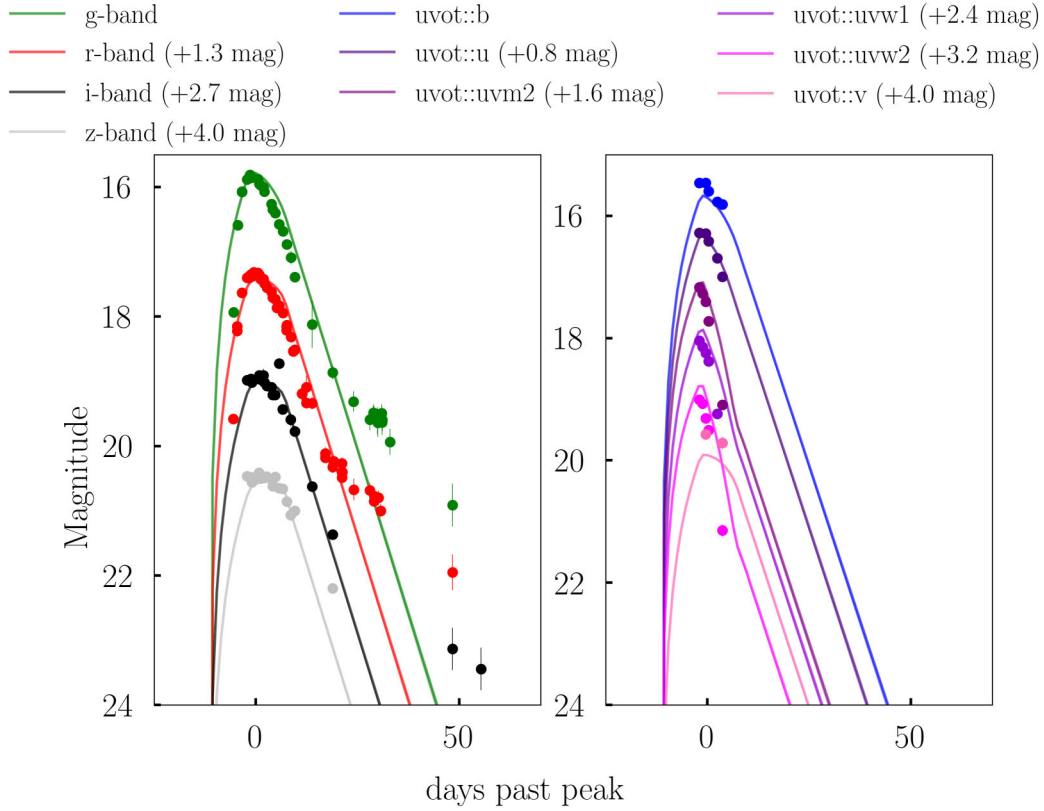 g-band
r-band (+1.3 mag)
i-band (+2.7 mag)
z-band (+4.0 mag)
uvot::b
uvot::u (+0.8 mag)
uvot::uvm2 (+1.6 mag)
uvot::uvw1 (+2.4 mag)
uvot::uvw2 (+3.2 mag)
uvot::v (+4.0 mag)
Magnitude
16
18
20
22
24
0
50
16
18
20
22
24
0
50
days past peak